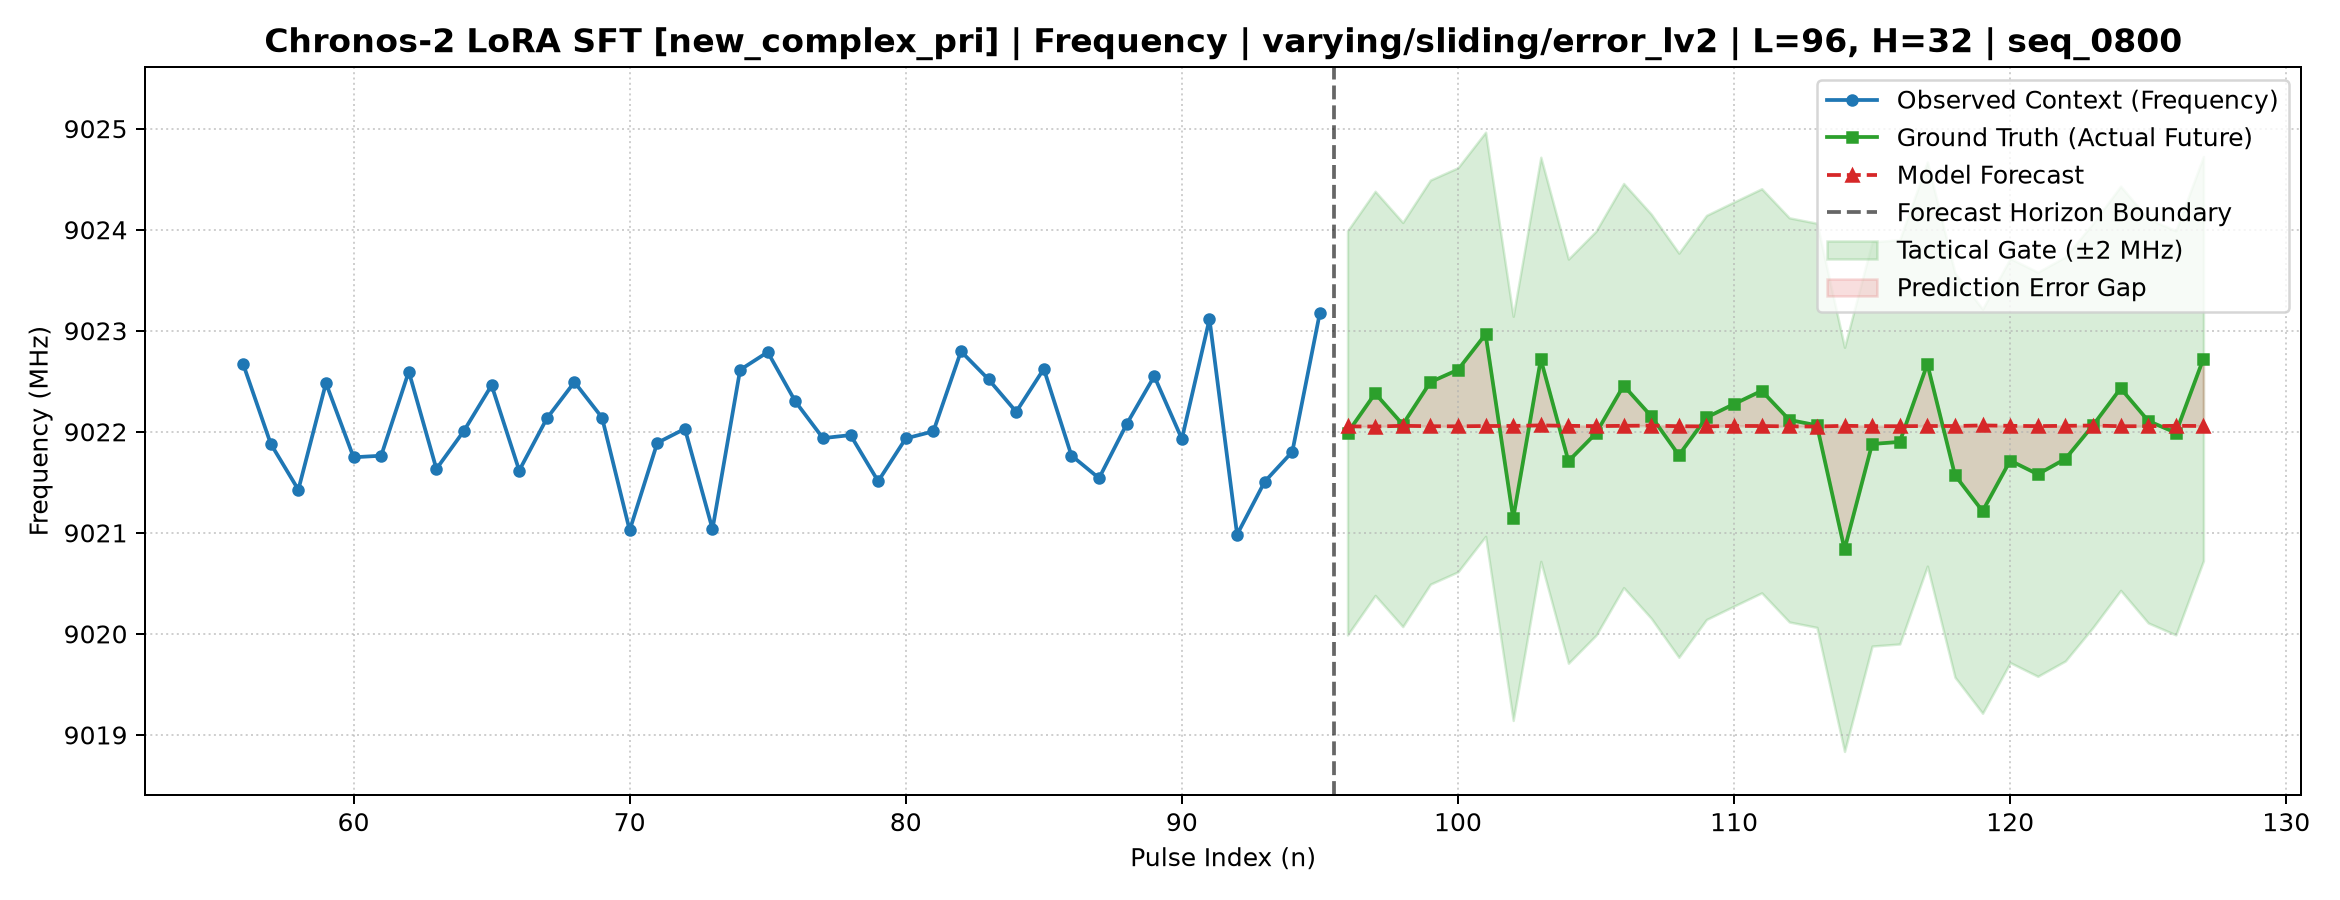 Chronos-2 LoRA SFT [new_complex_pri] | Frequency | varying/sliding/error_lv2 | L=96, H=32 | seq_0800
Observed Context (Frequency)
Ground Truth (Actual Future)
Model Forecast
Forecast Horizon Boundary
Tactical Gate (±2 MHz)
Prediction Error Gap
Frequency (MHz)
9025
9024
9023
9022
9021
9020
9019
60 70 80 90 100 110 120 130
Pulse Index (n)